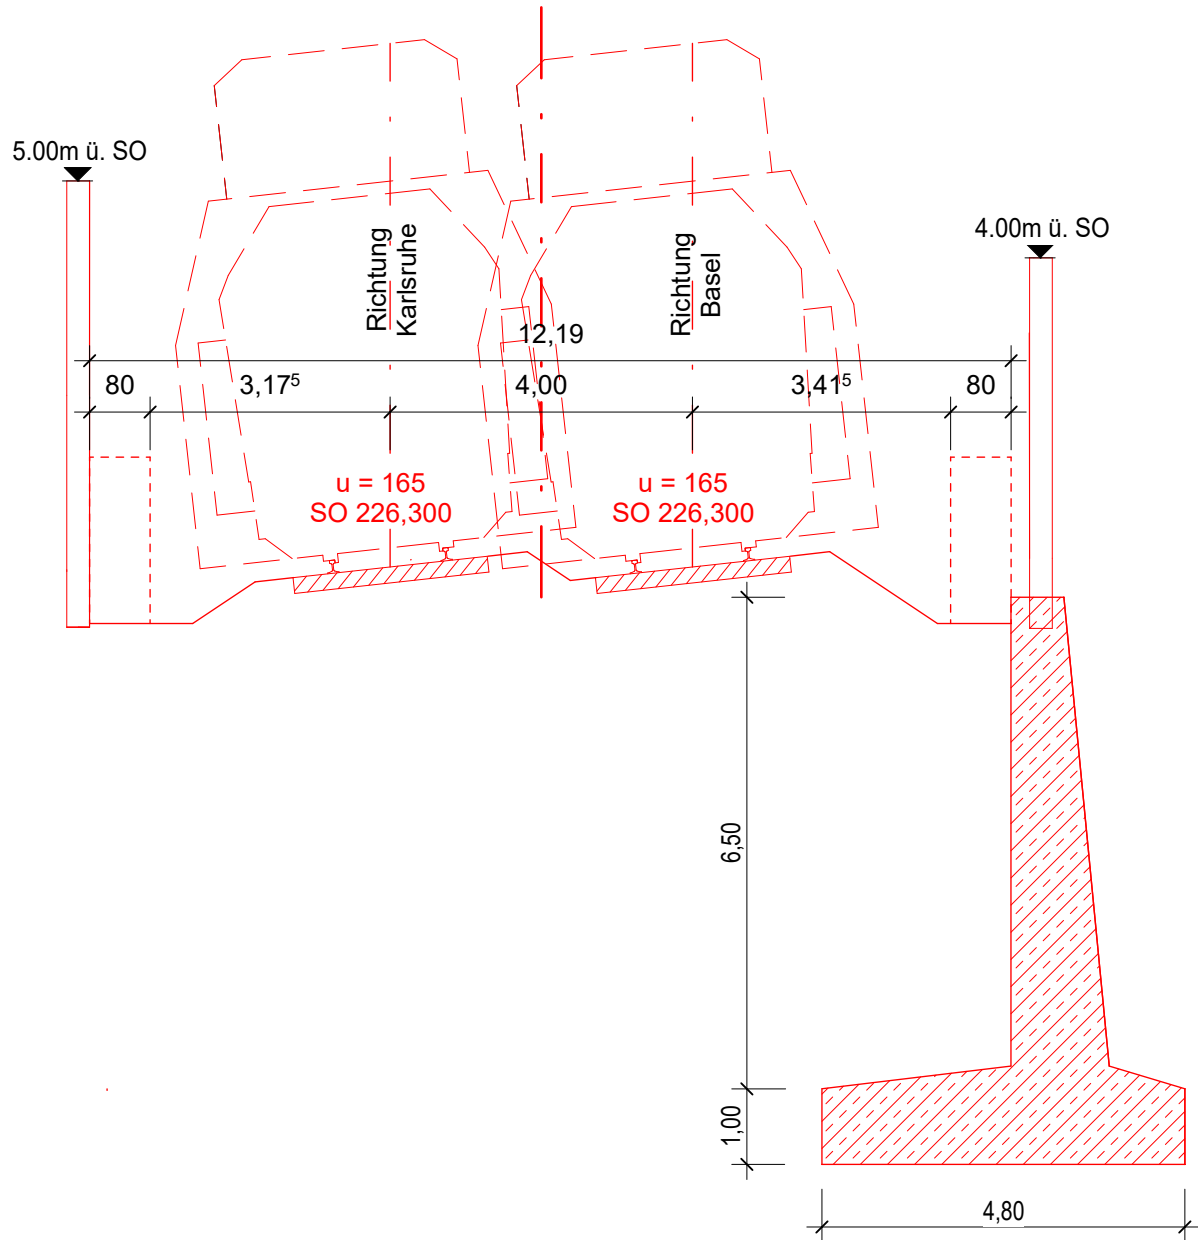 5.00m ü. SO
4.00m ü. SO
Richtung
Karlsruhe
Richtung
Basel
12,19
80
3,17⁵
4,00
3,41⁵
80
u = 165
SO 226,300
u = 165
SO 226,300
6,50
1,00
4,80